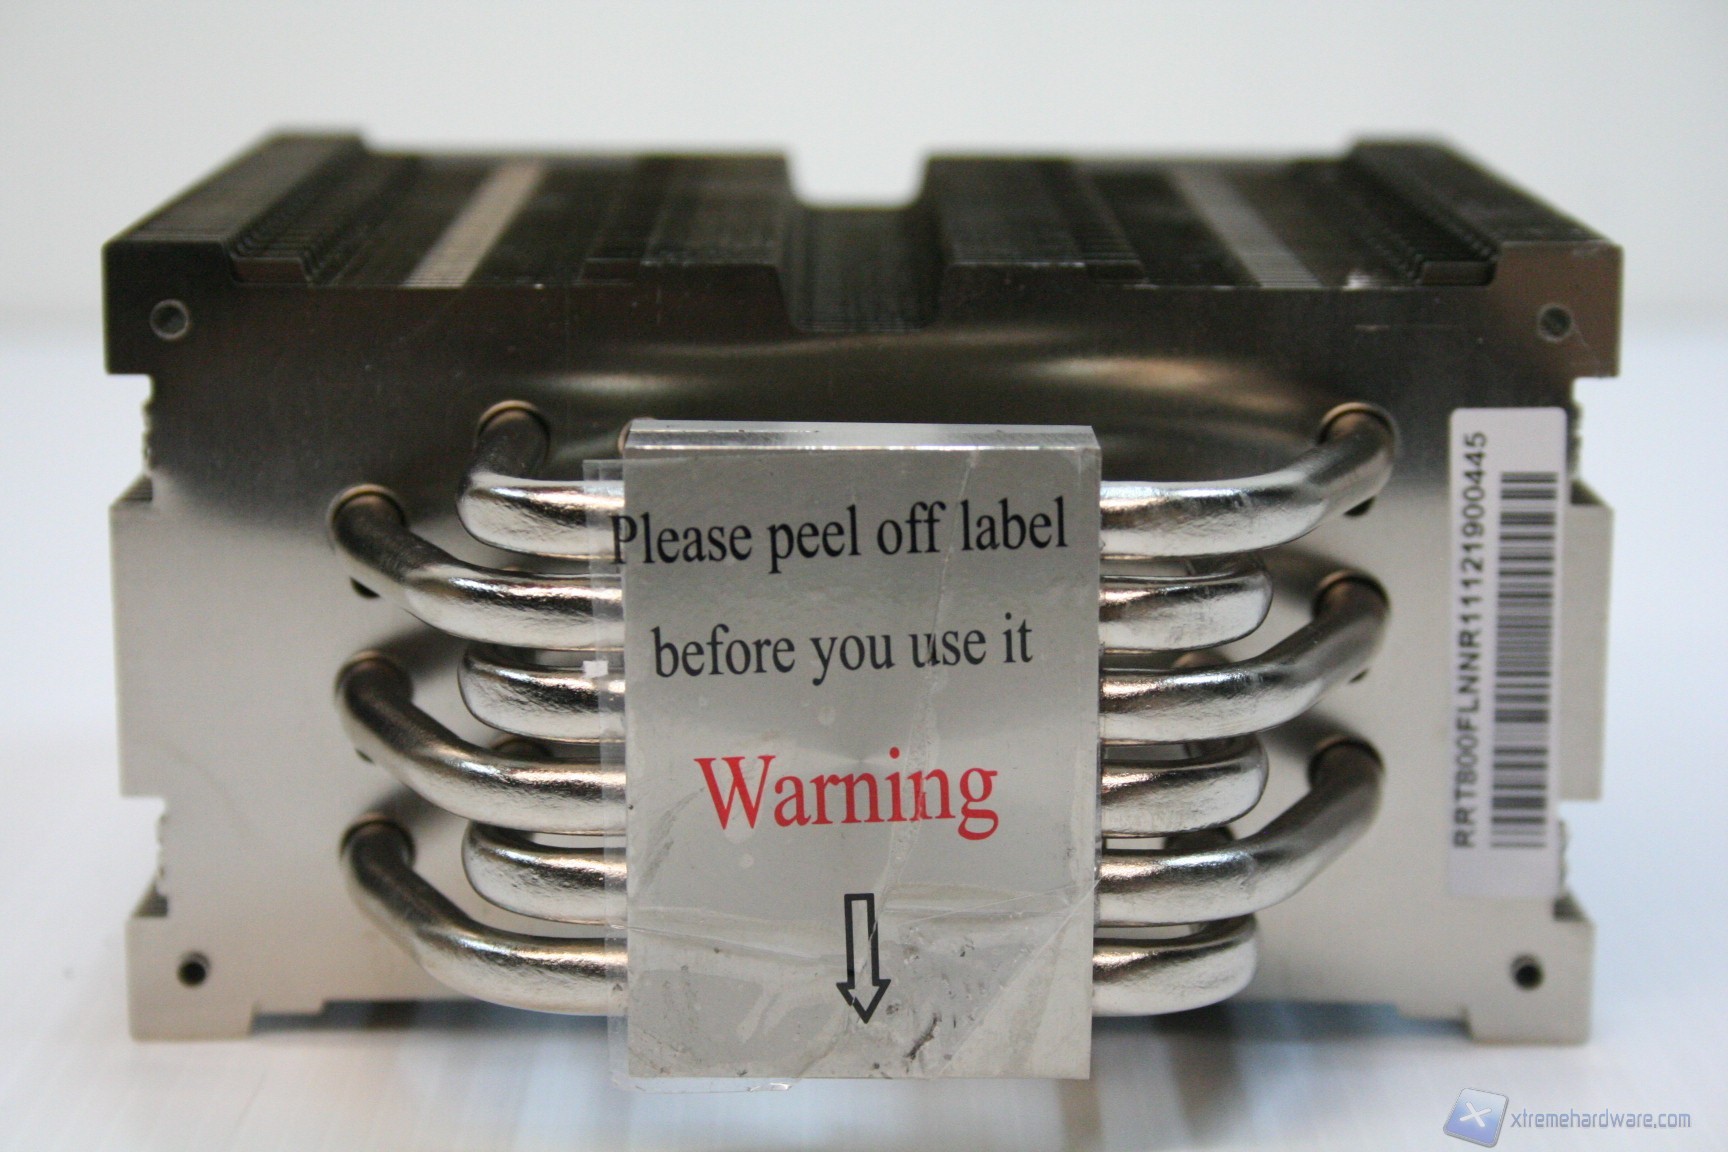 Please peel off label
before you use it
Warning
RRT800FLNNR11121900445
xtremehardware.com